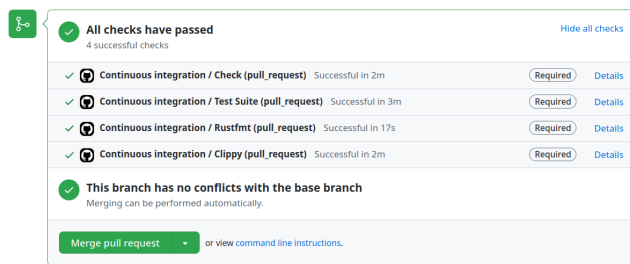 All checks have passed
Hide all checks
4 successful checks
Continuous integration / Check (pull_request) Successful in 2m Required Details
Continuous integration / Test Suite (pull_request) Successful in 3m Required Details
Continuous integration / Rustfmt (pull_request) Successful in 17s Required Details
Continuous integration / Clippy (pull_request) Successful in 2m Required Details
This branch has no conflicts with the base branch
Merging can be performed automatically.
Merge pull request or view command line instructions.